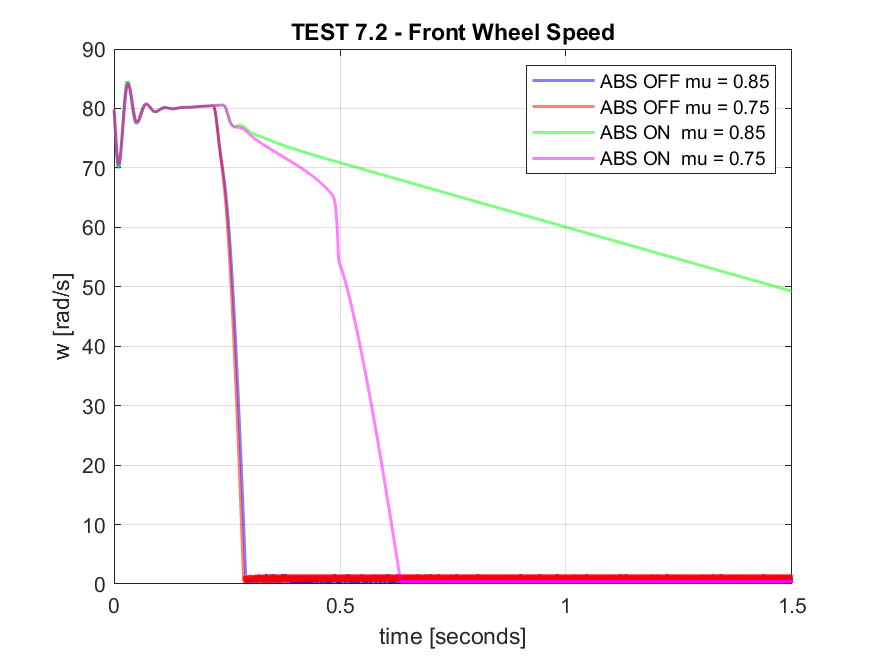 TEST 7.2 - Front Wheel Speed
90
80
70
60
50
40
30
20
10
0
w [rad/s]
ABS OFF mu = 0.85
ABS OFF mu = 0.75
ABS ON  mu = 0.85
ABS ON  mu = 0.75
0
0.5
1
1.5
time [seconds]